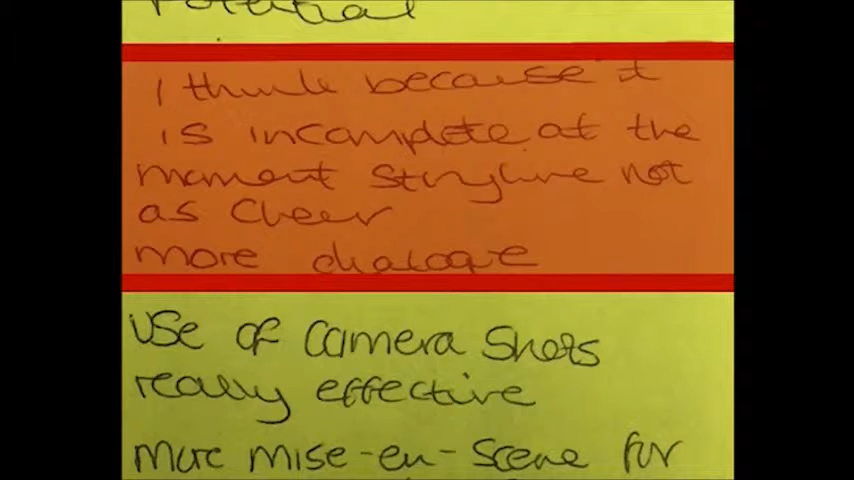 Potential
I think because it
is incomplete at the
moment storyline not
as clear
more dialogue
use of camera shots
really effective
more mise-en-scene for